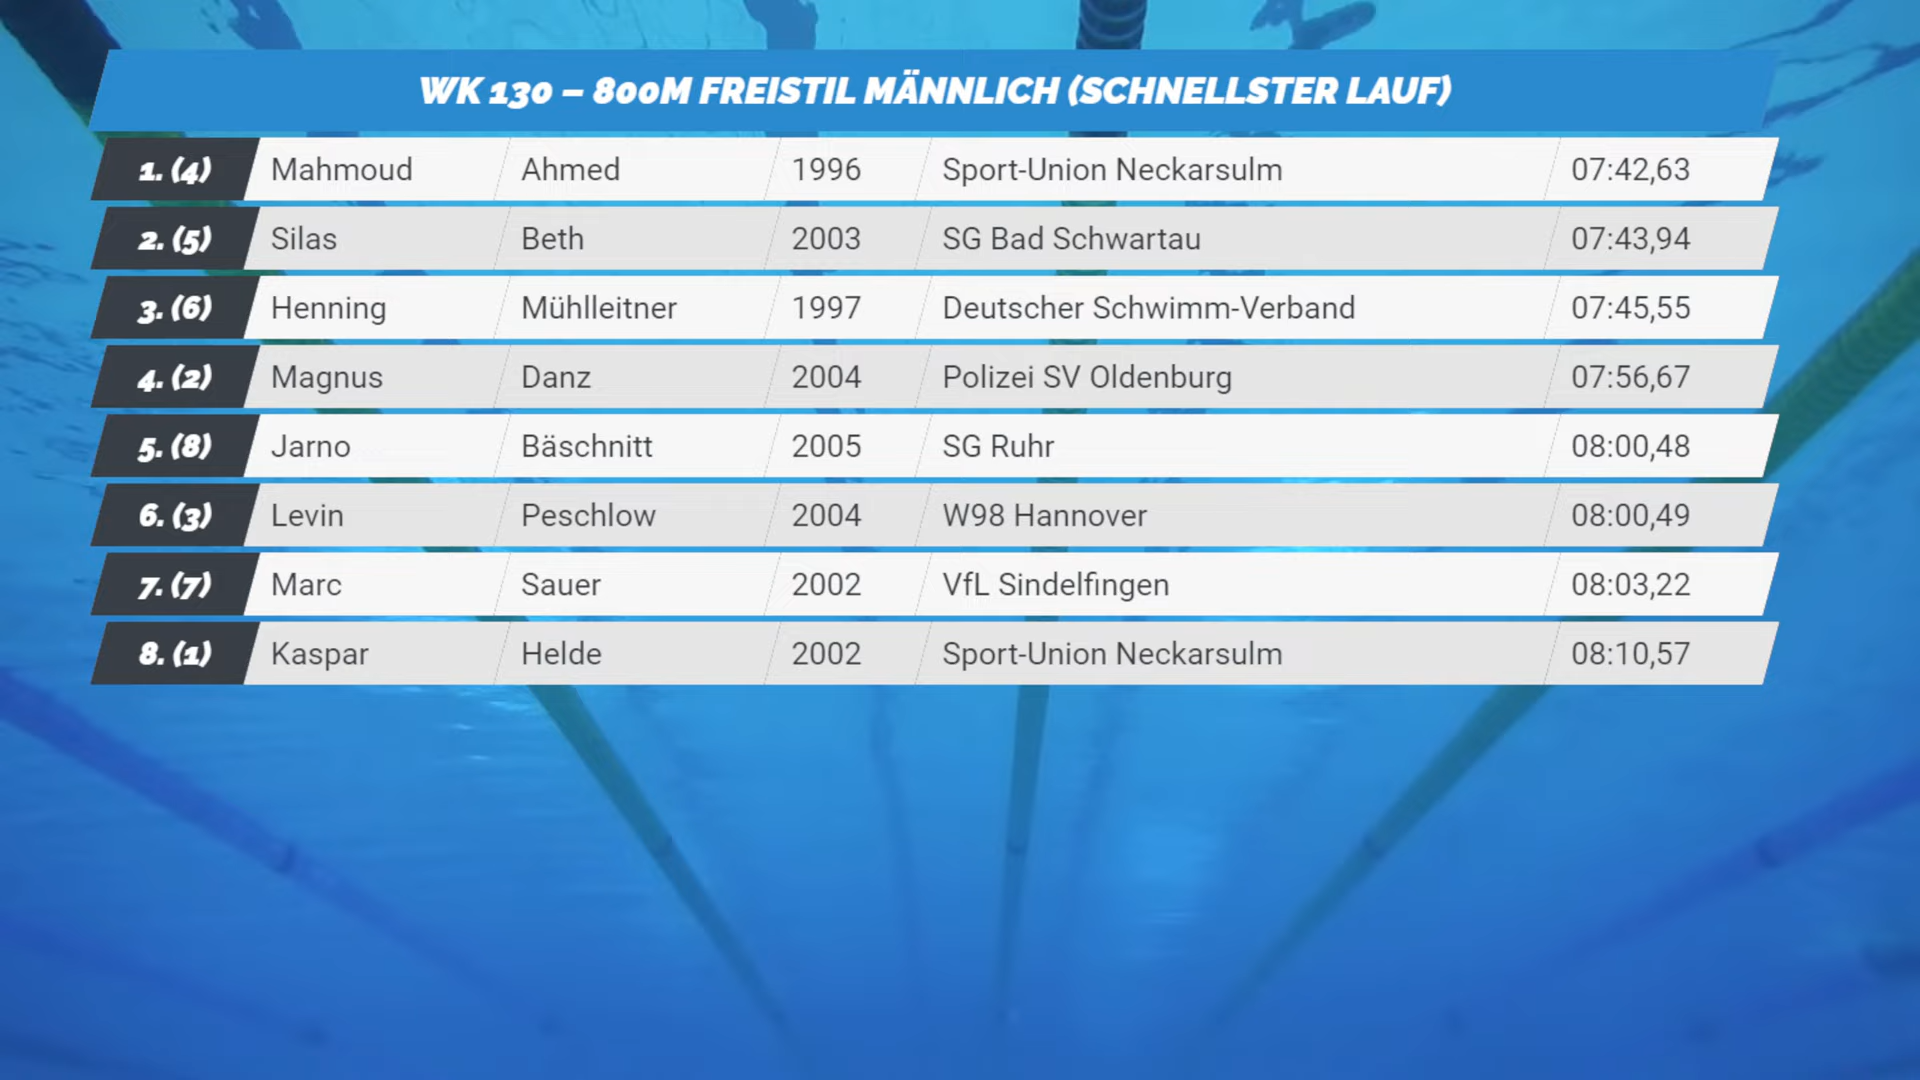 WK 130 – 800M FREISTIL MÄNNLICH (SCHNELLSTER LAUF)
1. (4) Mahmoud Ahmed 1996 Sport-Union Neckarsulm 07:42,63
2. (5) Silas Beth 2003 SG Bad Schwartau 07:43,94
3. (6) Henning Mühlleitner 1997 Deutscher Schwimm-Verband 07:45,55
4. (2) Magnus Danz 2004 Polizei SV Oldenburg 07:56,67
5. (8) Jarno Bäschnitt 2005 SG Ruhr 08:00,48
6. (3) Levin Peschlow 2004 W98 Hannover 08:00,49
7. (7) Marc Sauer 2002 VfL Sindelfingen 08:03,22
8. (1) Kaspar Helde 2002 Sport-Union Neckarsulm 08:10,57